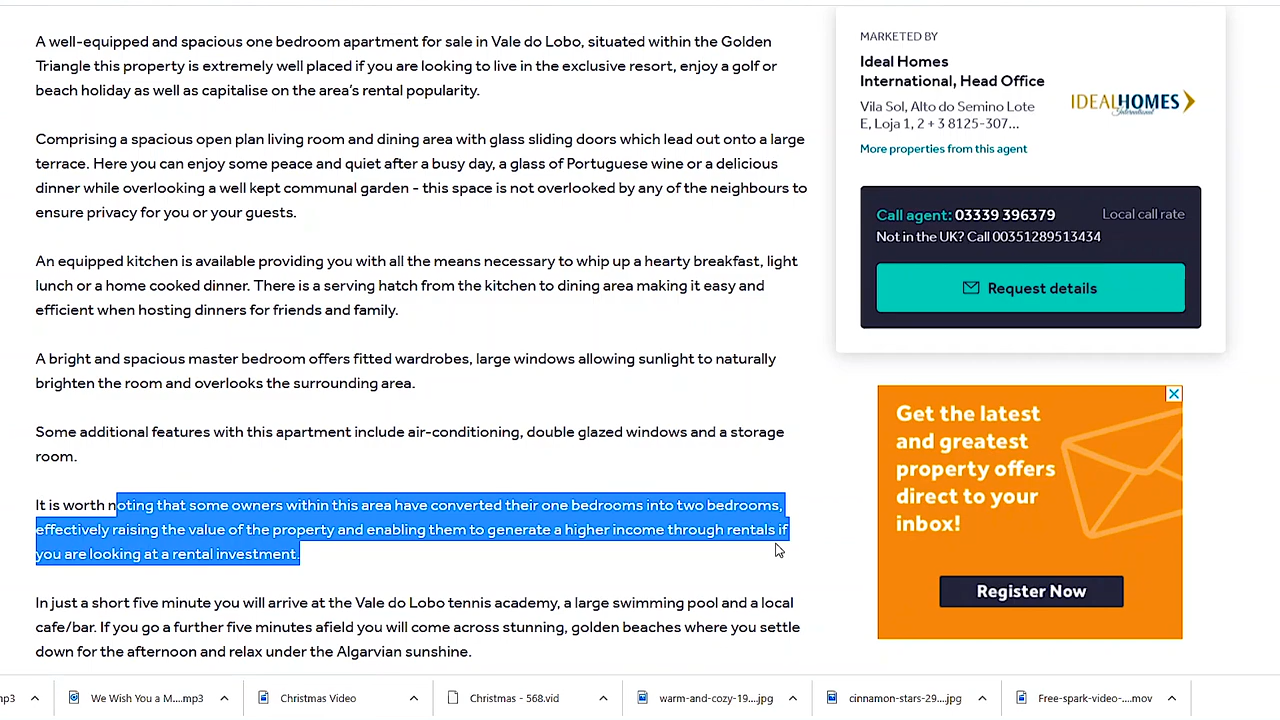 A well-equipped and spacious one bedroom apartment for sale in Vale do Lobo, situated within the Golden
Triangle this property is extremely well placed if you are looking to live in the exclusive resort, enjoy a golf or
beach holiday as well as capitalise on the area's rental popularity.
Comprising a spacious open plan living room and dining area with glass sliding doors which lead out onto a large
terrace. Here you can enjoy some peace and quiet after a busy day, a glass of Portuguese wine or a delicious
dinner while overlooking a well kept communal garden - this space is not overlooked by any of the neighbours to
ensure privacy for you or your guests.
An equipped kitchen is available providing you with all the means necessary to whip up a hearty breakfast, light
lunch or a home cooked dinner. There is a serving hatch from the kitchen to dining area making it easy and
efficient when hosting dinners for friends and family.
A bright and spacious master bedroom offers fitted wardrobes, large windows allowing sunlight to naturally
brighten the room and overlooks the surrounding area.
Some additional features with this apartment include air-conditioning, double glazed windows and a storage
room.
It is worth noting that some owners within this area have converted their one bedrooms into two bedrooms,
effectively raising the value of the property and enabling them to generate a higher income through rentals if
you are looking at a rental investment.
In just a short five minute you will arrive at the Vale do Lobo tennis academy, a large swimming pool and a local
cafe/bar. If you go a further five minutes afield you will come across stunning, golden beaches where you settle
down for the afternoon and relax under the Algarvian sunshine.
MARKETED BY
Ideal Homes
International, Head Office
Vila Sol, Alto do Semino Lote
E, Loja 1, 2 + 3 8125-307...
More properties from this agent
IDEALHOMES
International
Call agent: 03339 396379
Local call rate
Not in the UK? Call 00351289513434
Request details
Get the latest
and greatest
property offers
direct to your
inbox!
Register Now
mp3
We Wish You a M....mp3
Christmas Video
Christmas - 568.vid
warm-and-cozy-19....jpg
cinnamon-stars-29....jpg
Free-spark-video-....mov